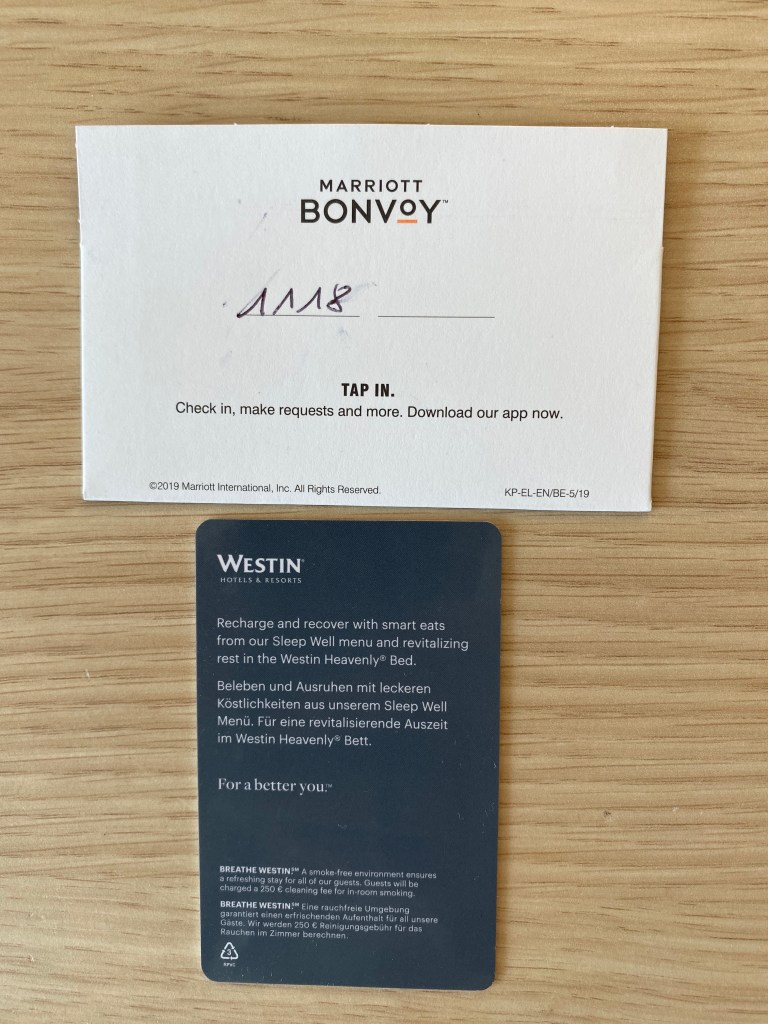 MARRIOTT
BONVOY™
1118
TAP IN.
Check in, make requests and more. Download our app now.
©2019 Marriott International, Inc. All Rights Reserved.
KP-EL-EN/BE-5/19
WESTIN®
HOTELS & RESORTS
Recharge and recover with smart eats
from our Sleep Well menu and revitalizing
rest in the Westin Heavenly® Bed.
Beleben und Ausruhen mit leckeren
Köstlichkeiten aus unserem Sleep Well
Menü. Für eine revitalisierende Auszeit
im Westin Heavenly® Bett.
For a better you.℠
BREATHE WESTIN!℠ A smoke-free environment ensures
a refreshing stay for all of our guests. Guests will be
charged a 250 € cleaning fee for in-room smoking.
BREATHE WESTIN!℠ Eine rauchfreie Umgebung
garantiert einen erfrischenden Aufenthalt für all unsere
Gäste. Wir werden 250 € Reinigungsgebühr für das
Rauchen im Zimmer berechnen.
3
RPVC